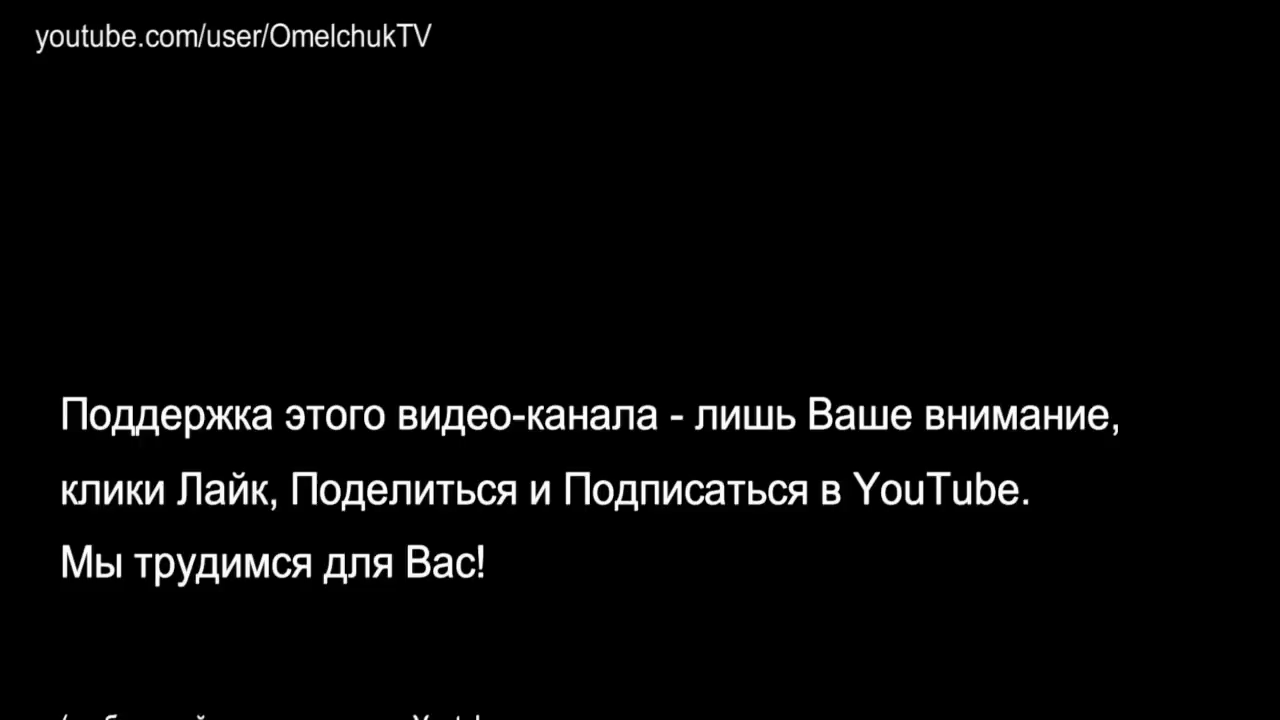 youtube.com/user/OmelchukTV
Поддержка этого видео-канала - лишь Ваше внимание,
клики Лайк, Поделиться и Подписаться в YouTube.
Мы трудимся для Вас!